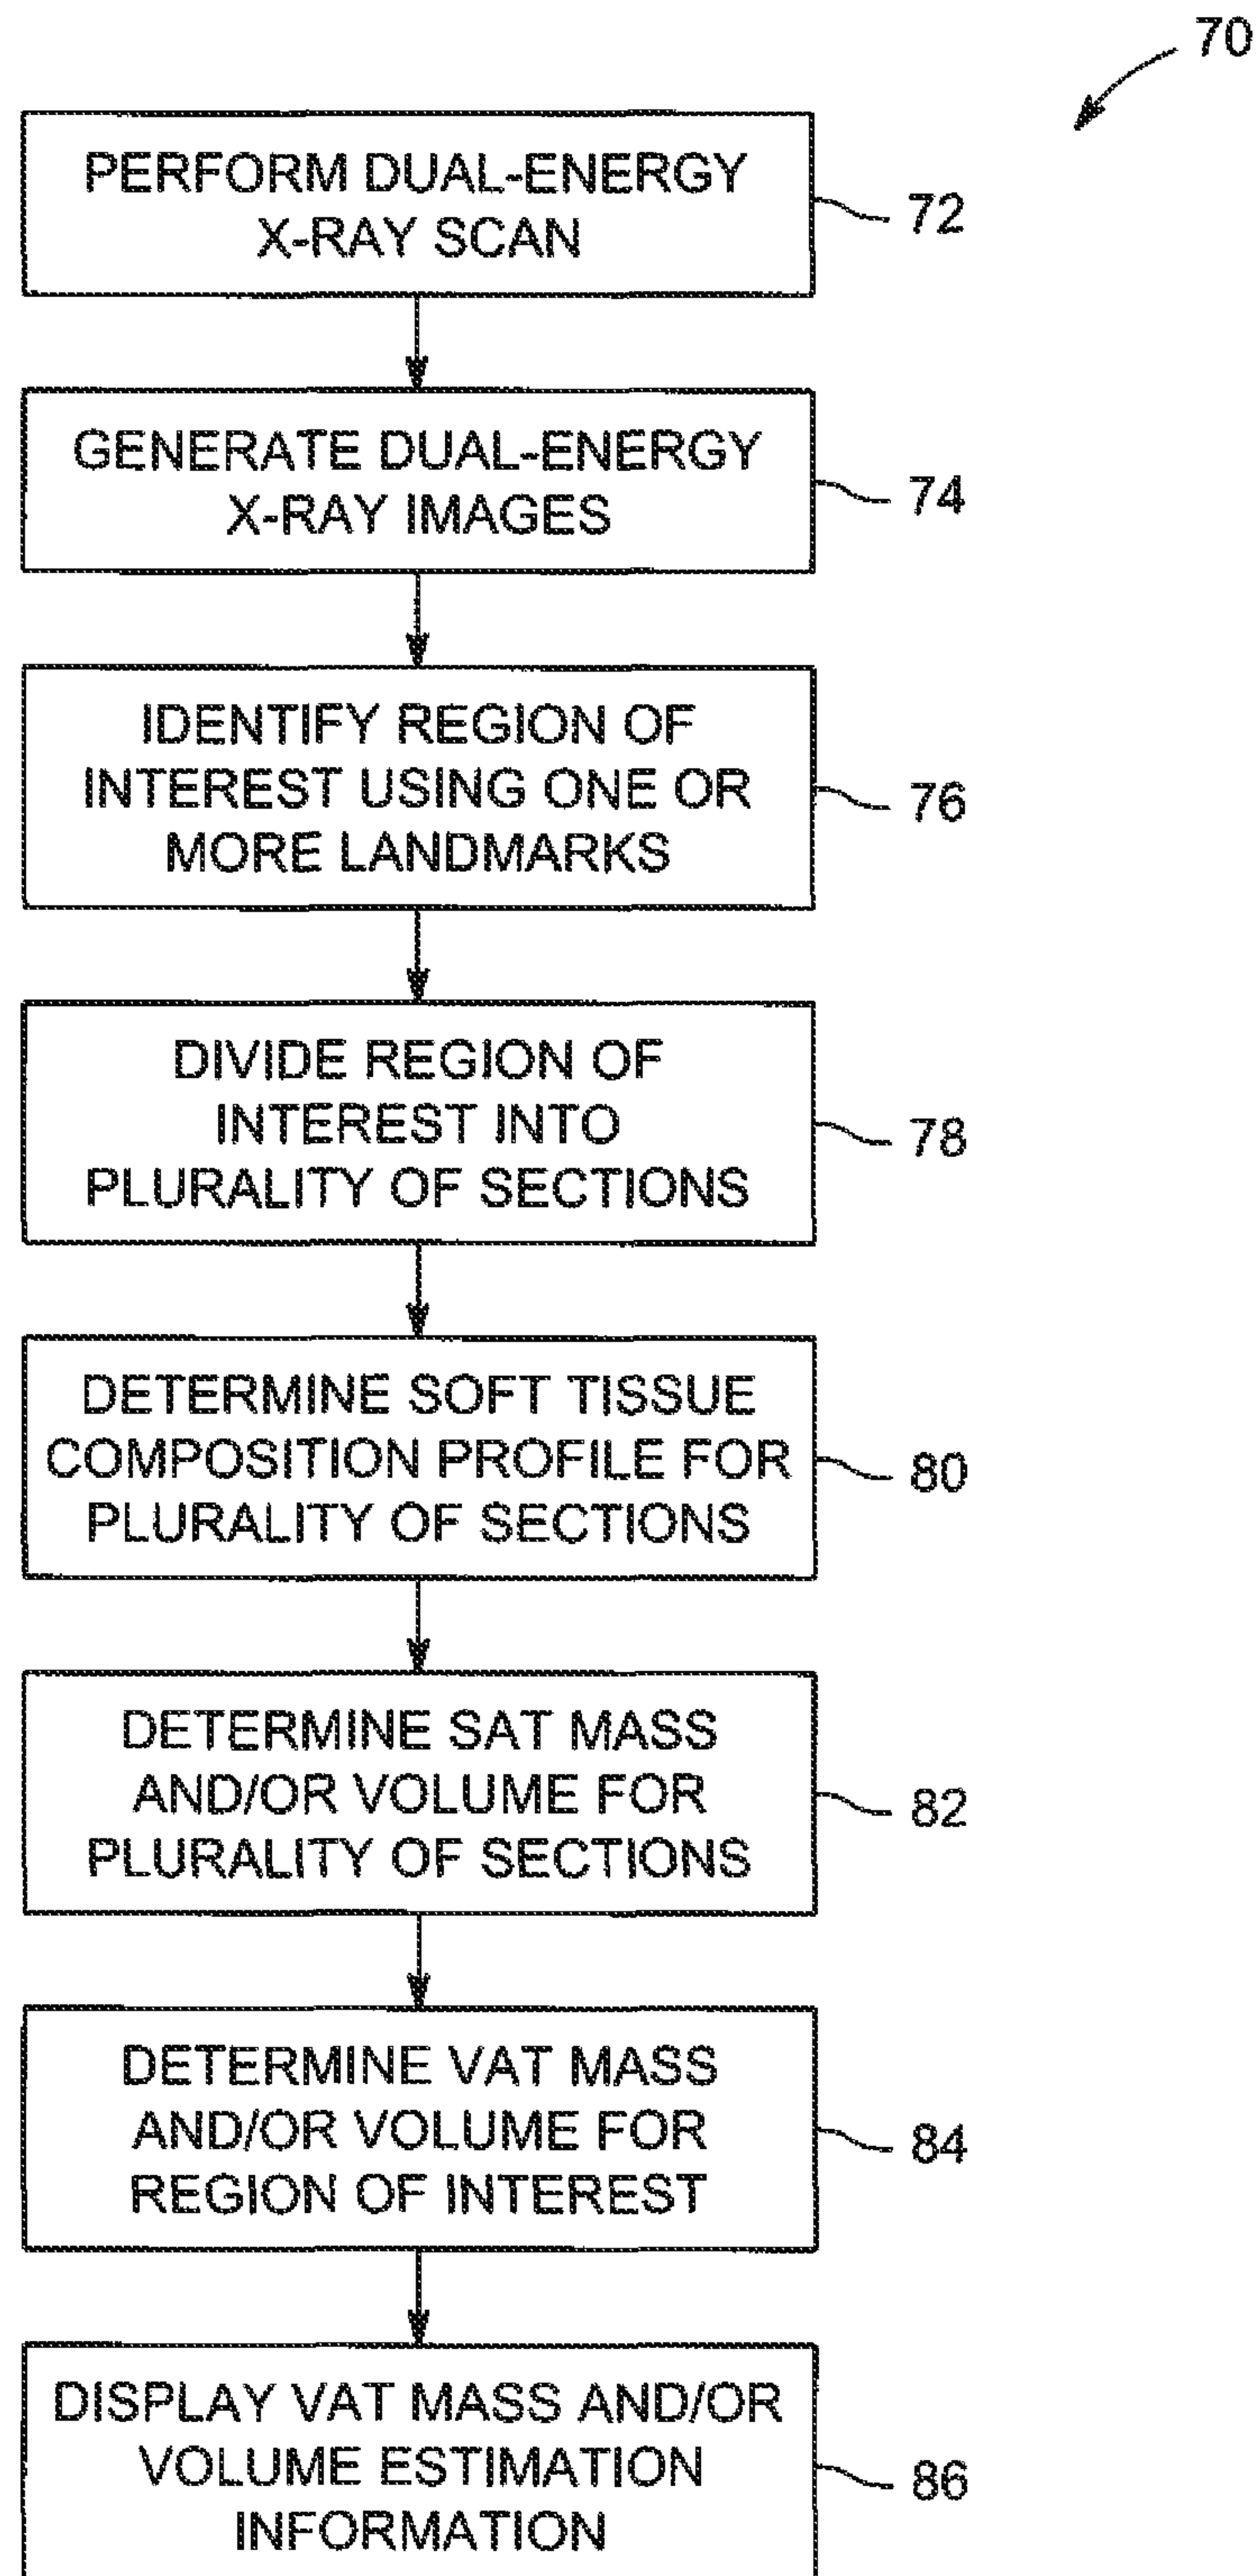 70
PERFORM DUAL-ENERGY
X-RAY SCAN
72
GENERATE DUAL-ENERGY
X-RAY IMAGES
74
IDENTIFY REGION OF
INTEREST USING ONE OR
MORE LANDMARKS
76
DIVIDE REGION OF
INTEREST INTO
PLURALITY OF SECTIONS
78
DETERMINE SOFT TISSUE
COMPOSITION PROFILE FOR
PLURALITY OF SECTIONS
80
DETERMINE SAT MASS
AND/OR VOLUME FOR
PLURALITY OF SECTIONS
82
DETERMINE VAT MASS
AND/OR VOLUME FOR
REGION OF INTEREST
84
DISPLAY VAT MASS AND/OR
VOLUME ESTIMATION
INFORMATION
86